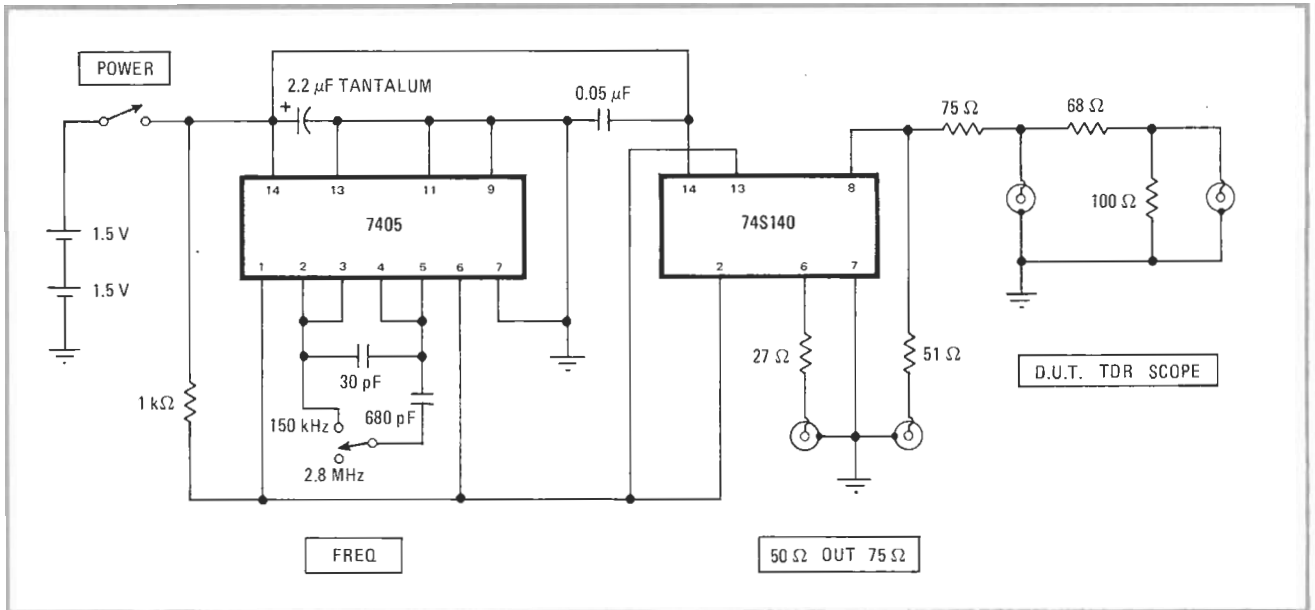 POWER
2.2 μF TANTALUM
+
0.05 μF
75 Ω
68 Ω
14 13 11 9
14 13 8
7405
74S140
100 Ω
1.5 V
1.5 V
1 2 3 4 5 6 7
2 6 7
27 Ω
51 Ω
D.U.T. TDR SCOPE
30 pF
1 kΩ
680 pF
150 kHz
2.8 MHz
FREQ
50 Ω OUT 75 Ω